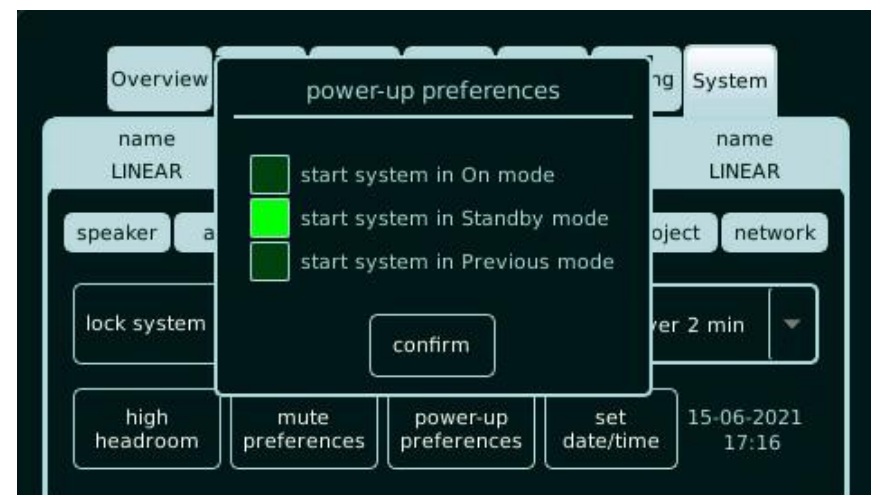 Overview
ng
System
power-up preferences
name
LINEAR
name
LINEAR
start system in On mode
start system in Standby mode
start system in Previous mode
speaker
a
oject
network
lock system
confirm
ver 2 min
high
headroom
mute
preferences
power-up
preferences
set
date/time
15-06-2021
17:16